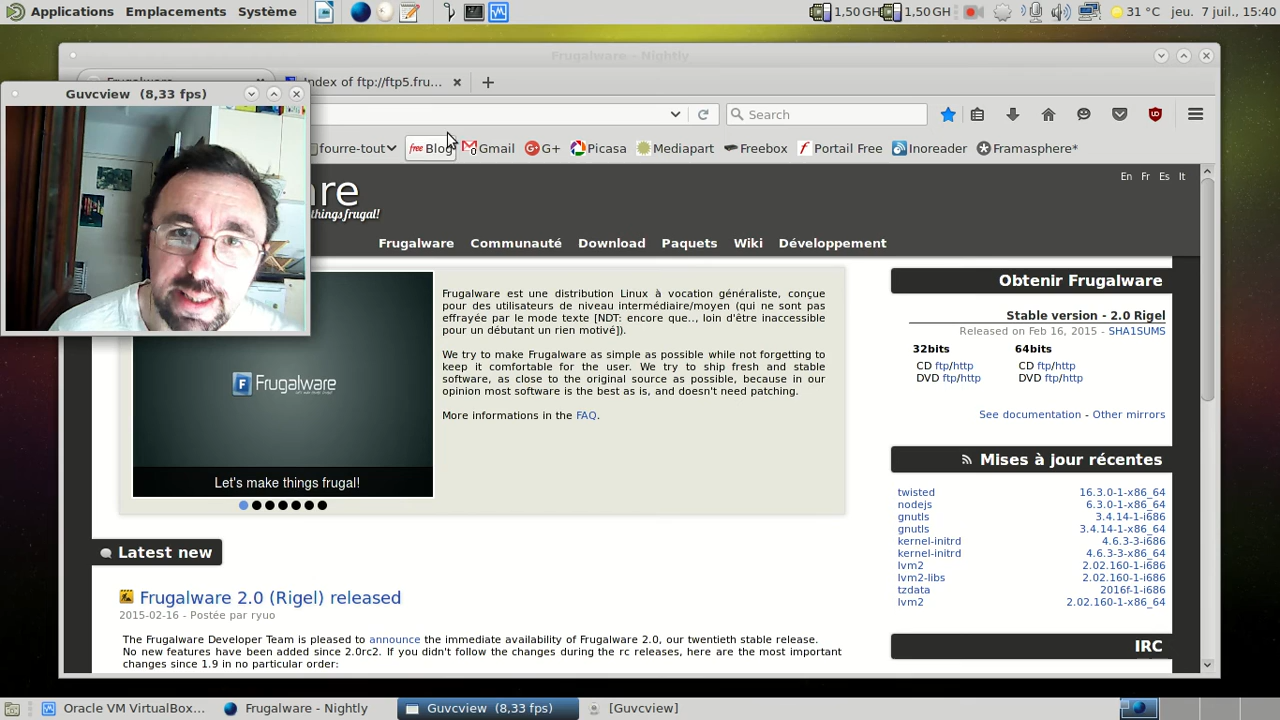 Applications Emplacements Système 1,50 GH 1,50 GH 31 °C jeu. 7 juil., 15:40
Frugalware - Nightly
Index of ftp://ftp5.fru...
Guvcview (8,33 fps)
Search
fourre-tout free Blog Gmail G+ Picasa Mediapart Freebox Portail Free Inoreader Framasphere*
En Fr Es It
are
things frugal!
Frugalware Communauté Download Paquets Wiki Développement
Frugalware est une distribution Linux à vocation généraliste, conçue
pour des utilisateurs de niveau intermédiaire/moyen (qui ne sont pas
effrayée par le mode texte [NDT: encore que.., loin d'être inaccessible
pour un débutant un rien motivé]).
We try to make Frugalware as simple as possible while not forgetting to
keep it comfortable for the user. We try to ship fresh and stable
software, as close to the original source as possible, because in our
opinion most software is the best as is, and doesn't need patching.
More informations in the FAQ.
Frugalware
Let's make things frugal!
Obtenir Frugalware
Stable version - 2.0 Rigel
Released on Feb 16, 2015 - SHA1SUMS
32bits 64bits
CD ftp/http CD ftp/http
DVD ftp/http DVD ftp/http
See documentation - Other mirrors
Mises à jour récentes
twisted 16.3.0-1-x86_64
nodejs 6.3.0-1-x86_64
gnutls 3.4.14-1-i686
gnutls 3.4.14-1-x86_64
kernel-initrd 4.6.3-3-i686
kernel-initrd 4.6.3-3-x86_64
lvm2 2.02.160-1-i686
lvm2-libs 2.02.160-1-i686
tzdata 2016f-1-i686
lvm2 2.02.160-1-x86_64
IRC
Latest new
Frugalware 2.0 (Rigel) released
2015-02-16 - Postée par ryuo
The Frugalware Developer Team is pleased to announce the immediate availability of Frugalware 2.0, our twentieth stable release.
No new features have been added since 2.0rc2. If you didn't follow the changes during the rc releases, here are the most important
changes since 1.9 in no particular order:
Oracle VM VirtualBox... Frugalware - Nightly Guvcview (8,33 fps) [Guvcview]